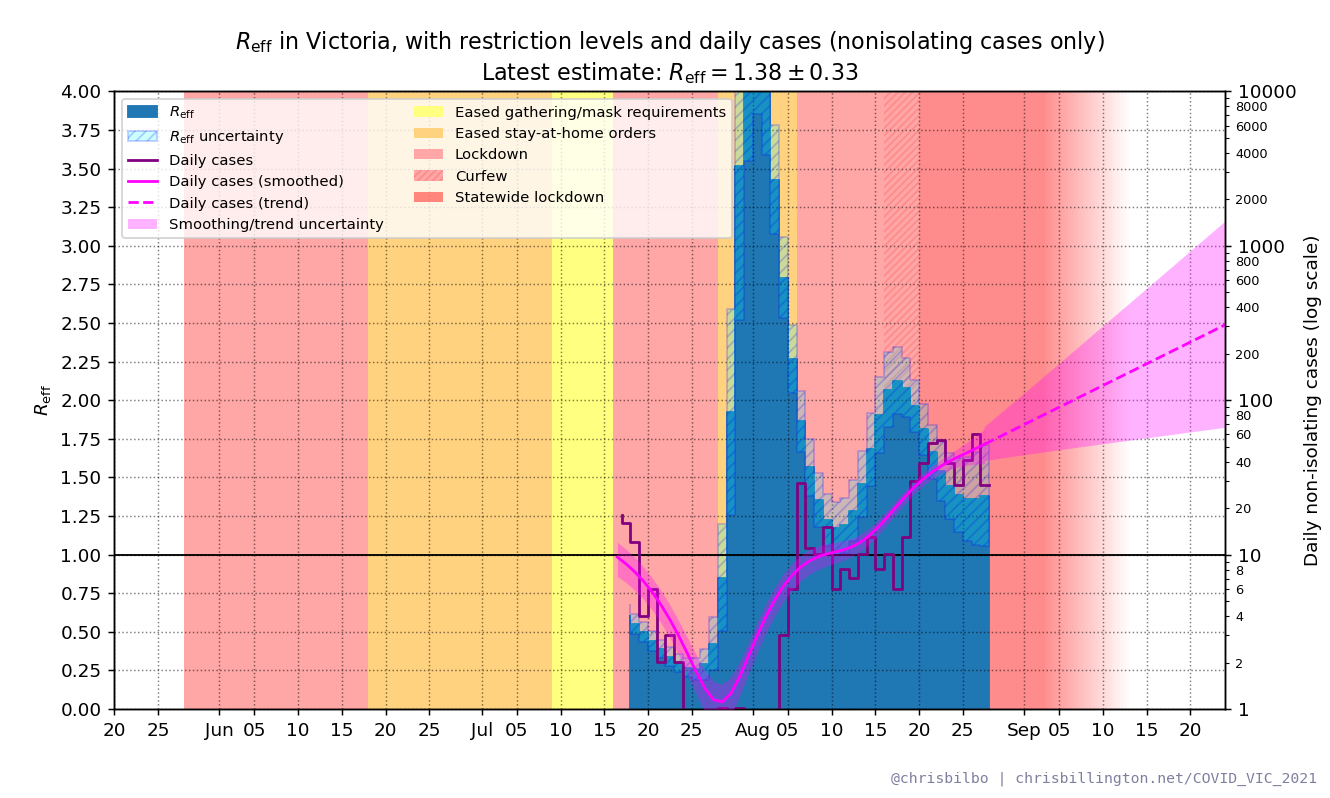 Reff in Victoria, with restriction levels and daily cases (nonisolating cases only)
Latest estimate: Reff = 1.38 ± 0.33
Reff
Reff uncertainty
Daily cases
Daily cases (smoothed)
Daily cases (trend)
Smoothing/trend uncertainty
Eased gathering/mask requirements
Eased stay-at-home orders
Lockdown
Curfew
Statewide lockdown
Reff
4.00
3.75
3.50
3.25
3.00
2.75
2.50
2.25
2.00
1.75
1.50
1.25
1.00
0.75
0.50
0.25
0.00
10000
8000
6000
4000
2000
1000
800
600
400
200
100
80
60
40
20
10
8
6
4
2
1
Daily non-isolating cases (log scale)
20 25 Jun 05 10 15 20 25 Jul 05 10 15 20 25 Aug 05 10 15 20 25 Sep 05 10 15 20
@chrisbilbo | chrisbillington.net/COVID_VIC_2021